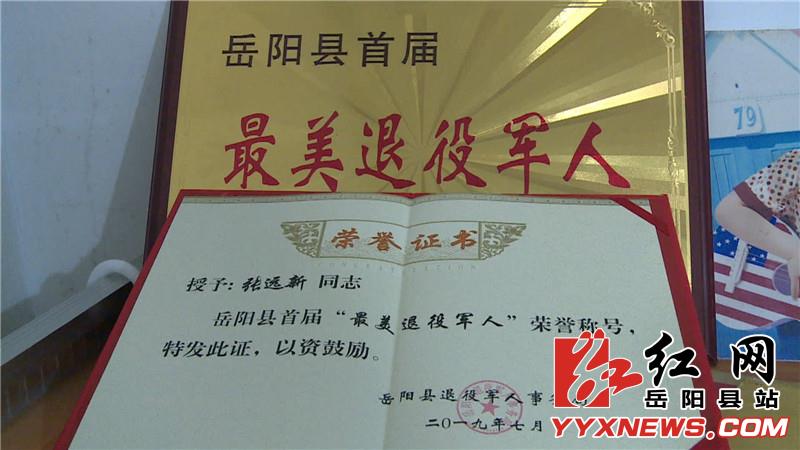 岳阳县首届
最美退役军人
79
荣誉证书
授予:张远新 同志
岳阳县首届“最美退役军人”荣誉称号,
特发此证,以资鼓励。
岳阳县退役军人事
二〇一九年七月
红网
岳阳县站
YYXNEWS.COM